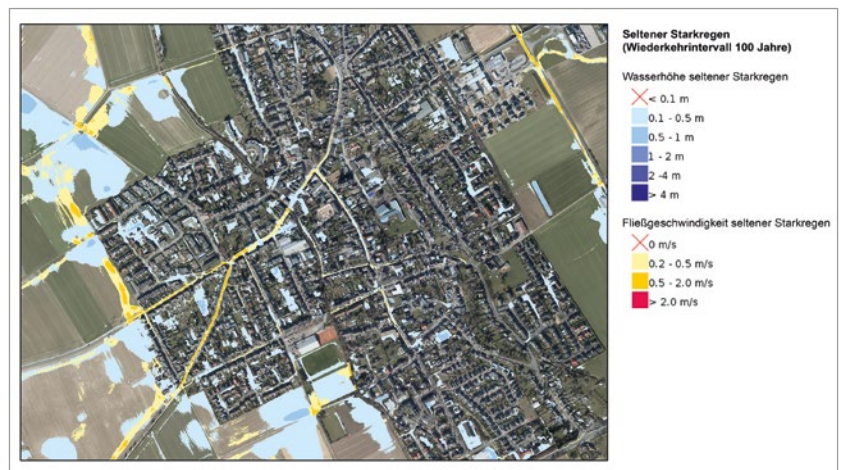 Seltener Starkregen
(Wiederkehrintervall 100 Jahre)
Wasserhöhe seltener Starkregen
< 0.1 m
0.1 - 0.5 m
0.5 - 1 m
1 - 2 m
2 -4 m
> 4 m
Fließgeschwindigkeit seltener Starkregen
0 m/s
0.2 - 0.5 m/s
0.5 - 2.0 m/s
> 2.0 m/s